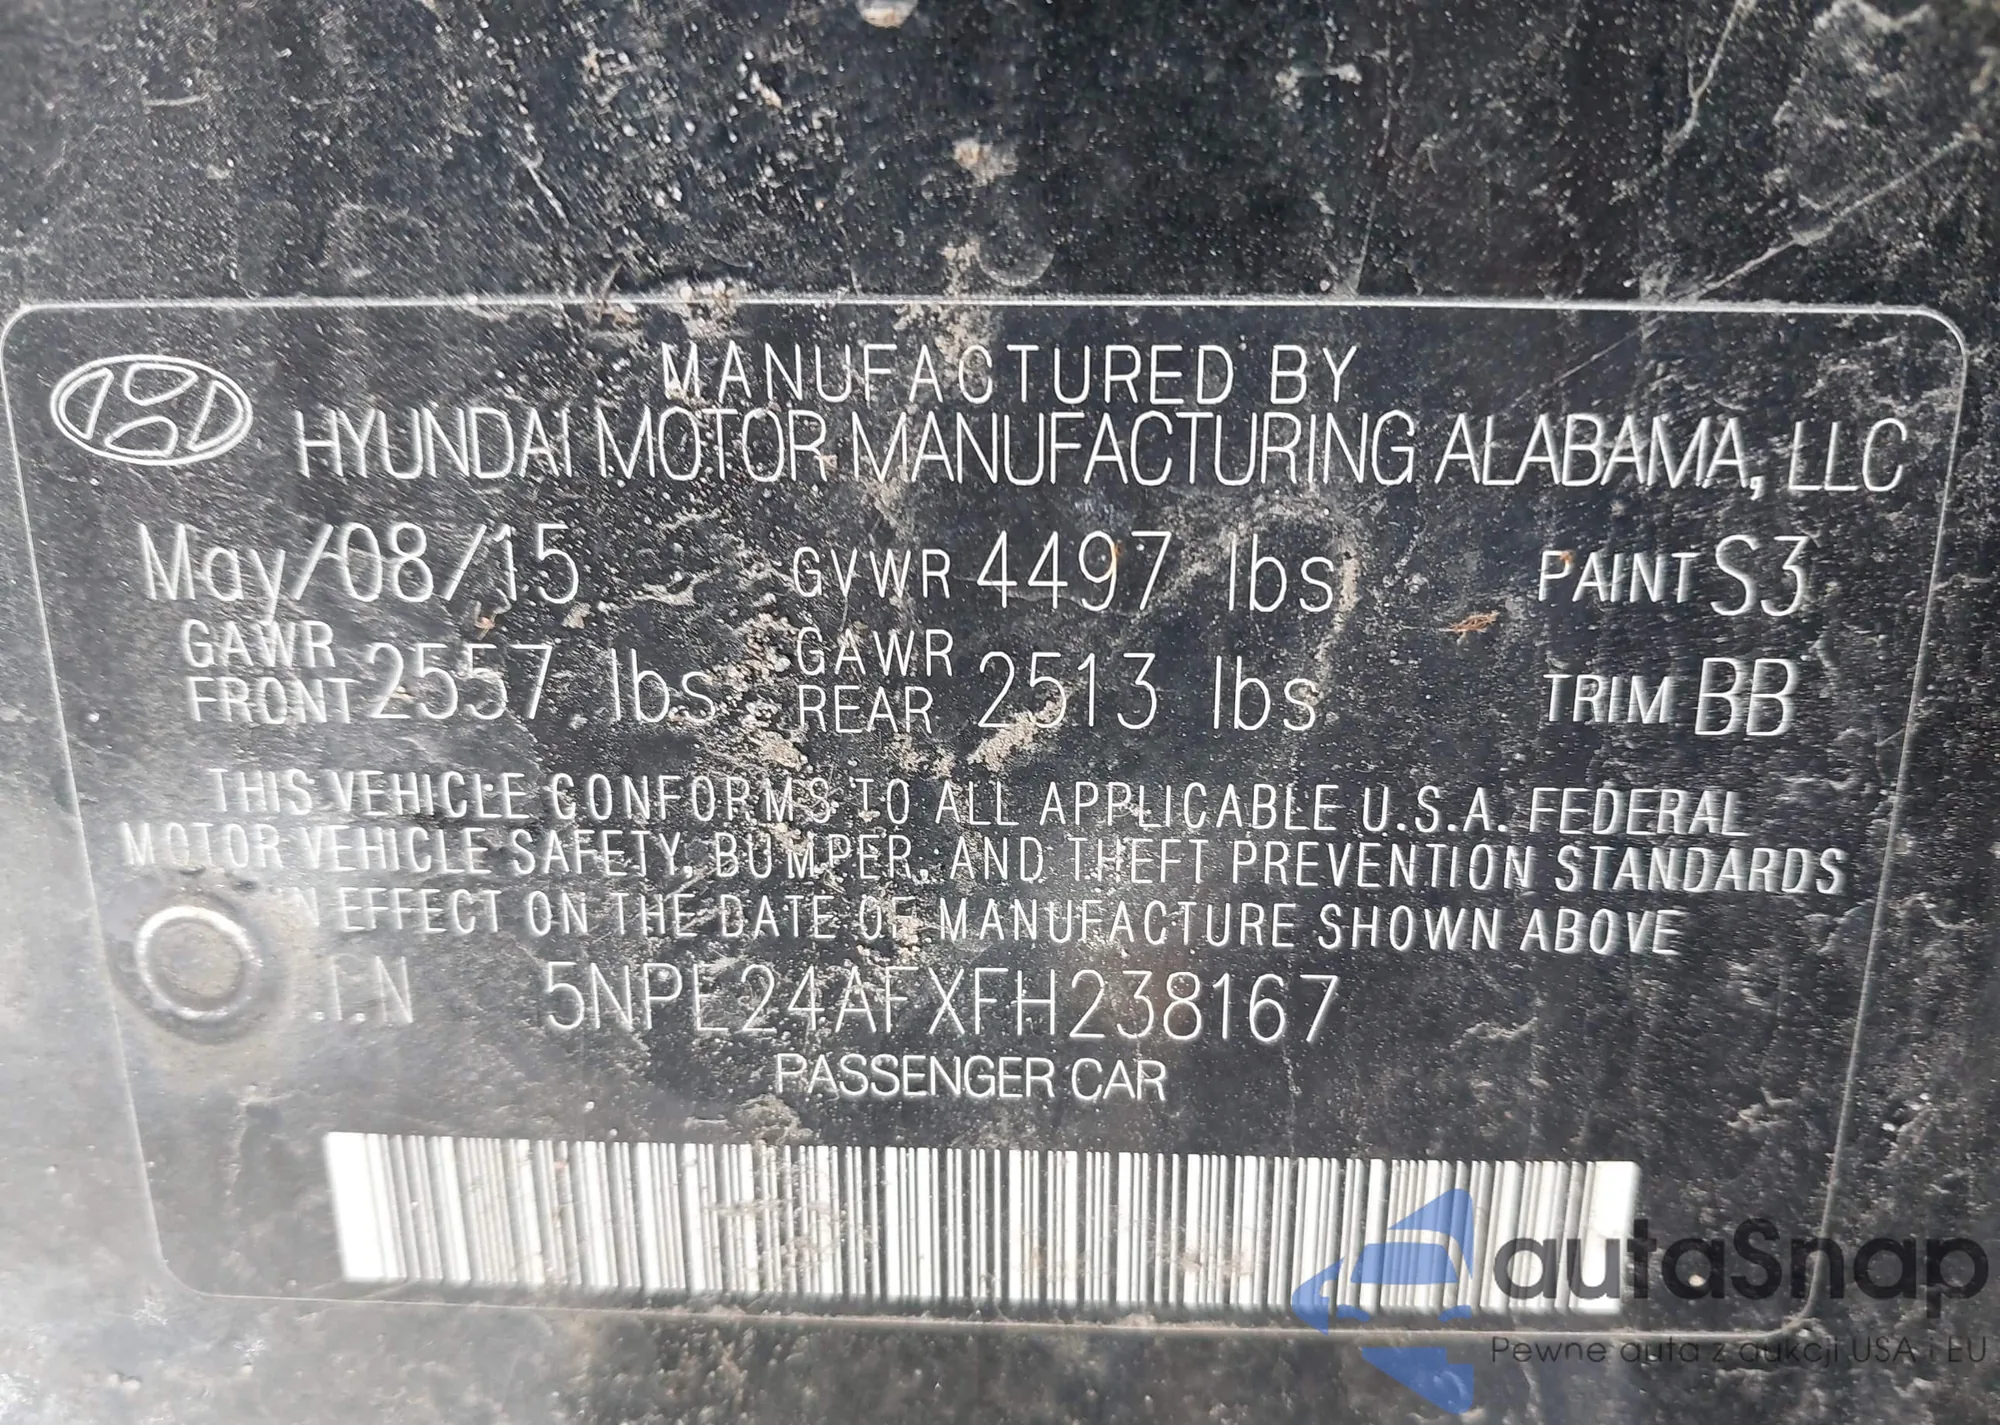 MANUFACTURED BY
HYUNDAI MOTOR MANUFACTURING ALABAMA, LLC
May/08/15 GVWR 4497 lbs PAINT S3
GAWR FRONT 2557 lbs GAWR REAR 2513 lbs TRIM BB
THIS VEHICLE CONFORMS TO ALL APPLICABLE U.S.A. FEDERAL
MOTOR VEHICLE SAFETY, BUMPER, AND THEFT PREVENTION STANDARDS
IN EFFECT ON THE DATE OF MANUFACTURE SHOWN ABOVE
.I.N 5NPE24AFXFH238167
PASSENGER CAR
autaSnap
Pewne auta z aukcji USA i EU